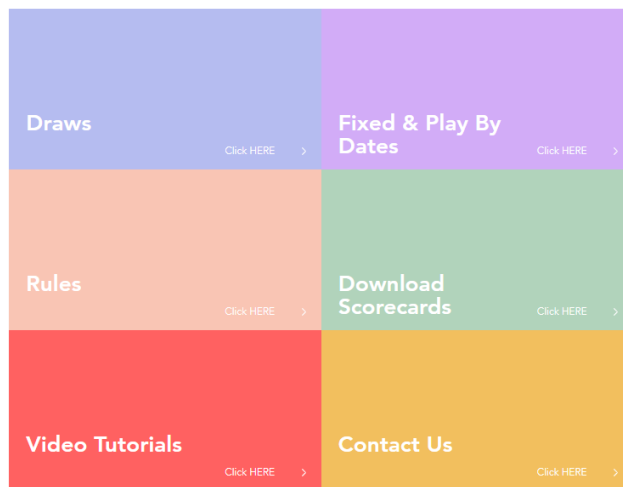 Draws
Click HERE >
Fixed & Play By
Dates
Click HERE >
Rules
Click HERE >
Download
Scorecards
Click HERE >
Video Tutorials
Click HERE >
Contact Us
Click HERE >